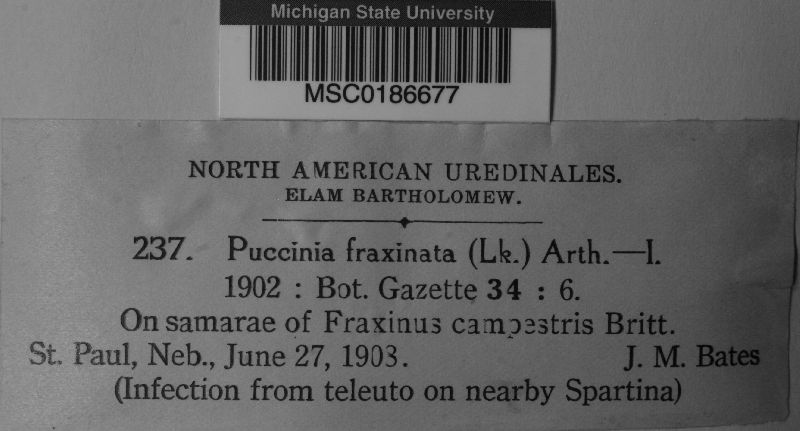 Michigan State University
MSC0186677
NORTH AMERICAN UREDINALES.
ELAM BARTHOLOMEW.
237. Puccinia fraxinata (Lk.) Arth.—I.
1902 : Bot. Gazette 34 : 6.
On samarae of Fraxinus campestris Britt.
St. Paul, Neb., June 27, 1903. J. M. Bates
(Infection from teleuto on nearby Spartina)